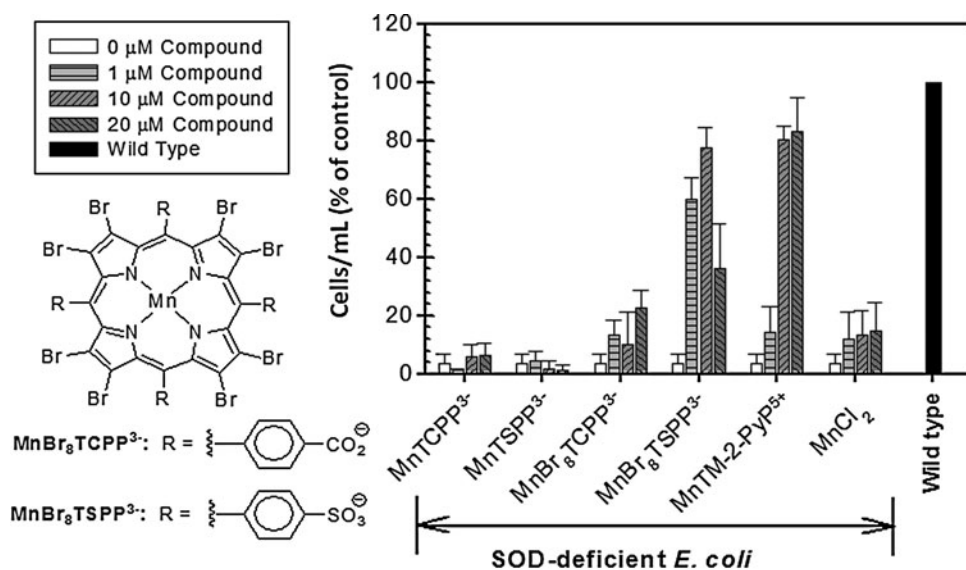 0 μM Compound
1 μM Compound
10 μM Compound
20 μM Compound
Wild Type
Br R Br
Br Br
N N
R Mn R
N N
Br Br
Br R Br
MnBr₈TCPP³⁻: R = CO₂⊖
MnBr₈TSPP³⁻: R = SO₃⊖
Cells/mL (% of control)
120
100
80
60
40
20
0
MnTCPP³⁻
MnTSPP³⁻
MnBr₈TCPP³⁻
MnBr₈TSPP³⁻
MnTM-2-PyP⁵⁺
MnCl₂
Wild type
SOD-deficient E. coli